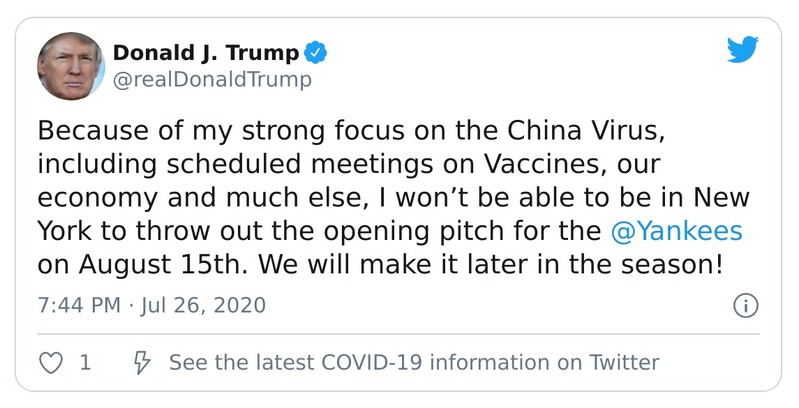 Donald J. Trump
@realDonaldTrump
Because of my strong focus on the China Virus,
including scheduled meetings on Vaccines, our
economy and much else, I won’t be able to be in New
York to throw out the opening pitch for the @Yankees
on August 15th. We will make it later in the season!
7:44 PM · Jul 26, 2020
1 See the latest COVID-19 information on Twitter